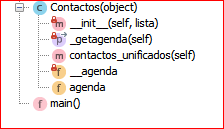 Contactos(object)
__init__(self, lista)
_getagenda(self)
contactos_unificados(self)
__agenda
agenda
main()